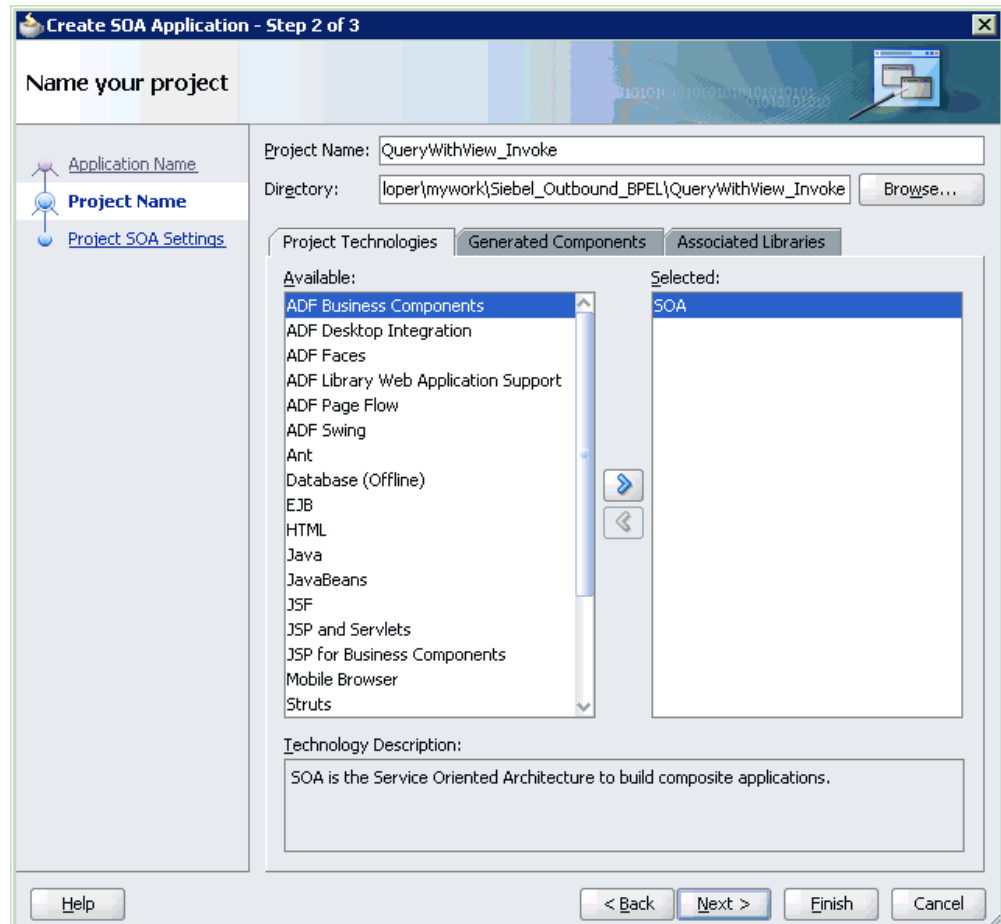 Create SOA Application - Step 2 of 3
Name your project
Application Name
Project Name
Project SOA Settings
Project Name: QueryWithView_Invoke
Directory: loper\mywork\Siebel_Outbound_BPEL\QueryWithView_Invoke Browse...
Project Technologies Generated Components Associated Libraries
Available:
ADF Business Components
ADF Desktop Integration
ADF Faces
ADF Library Web Application Support
ADF Page Flow
ADF Swing
Ant
Database (Offline)
EJB
HTML
Java
JavaBeans
JSF
JSP and Servlets
JSP for Business Components
Mobile Browser
Struts
Selected:
SOA
Technology Description:
SOA is the Service Oriented Architecture to build composite applications.
Help < Back Next > Finish Cancel